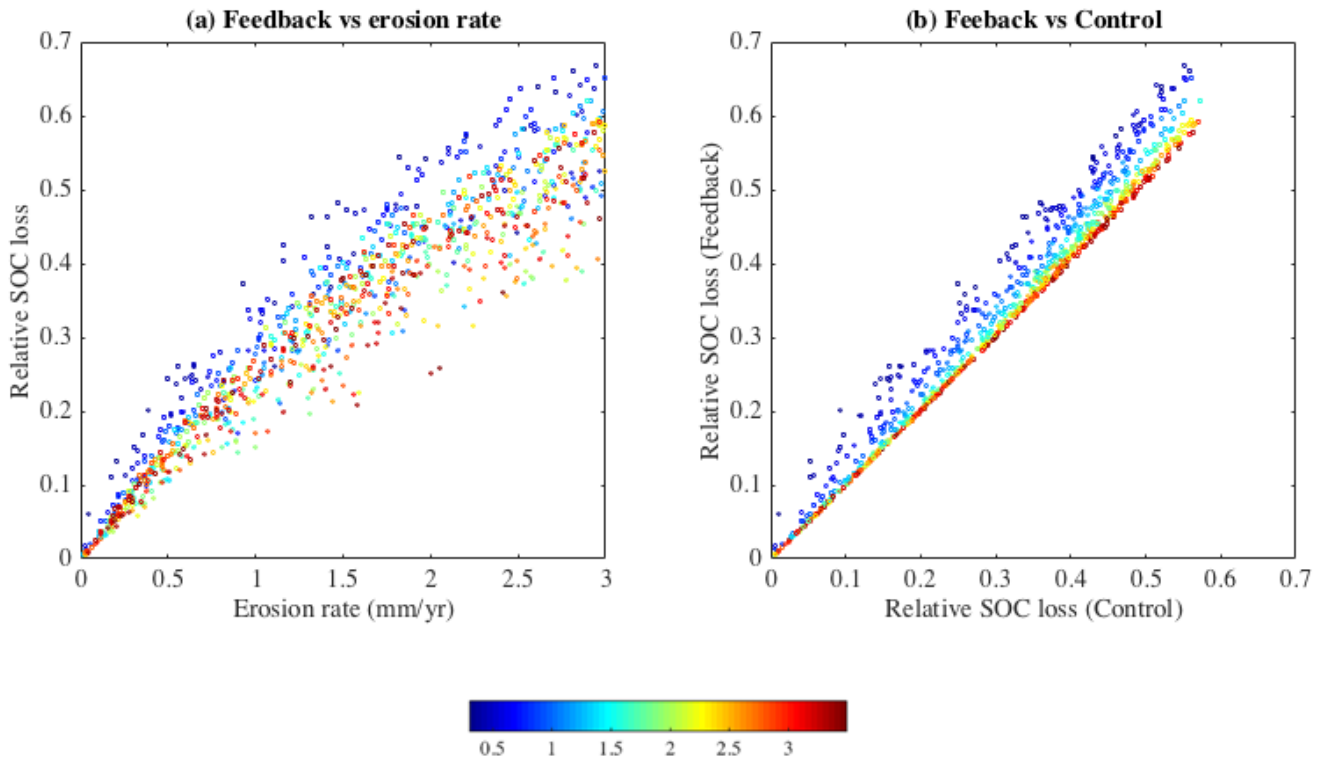 (a) Feedback vs erosion rate
0.7
0.6
0.5
0.4
0.3
0.2
0.1
0
Relative SOC loss
0 0.5 1 1.5 2 2.5 3
Erosion rate (mm/yr)
(b) Feeback vs Control
0.7
0.6
0.5
0.4
0.3
0.2
0.1
0
Relative SOC loss (Feedback)
0 0.1 0.2 0.3 0.4 0.5 0.6 0.7
Relative SOC loss (Control)
0.5 1 1.5 2 2.5 3